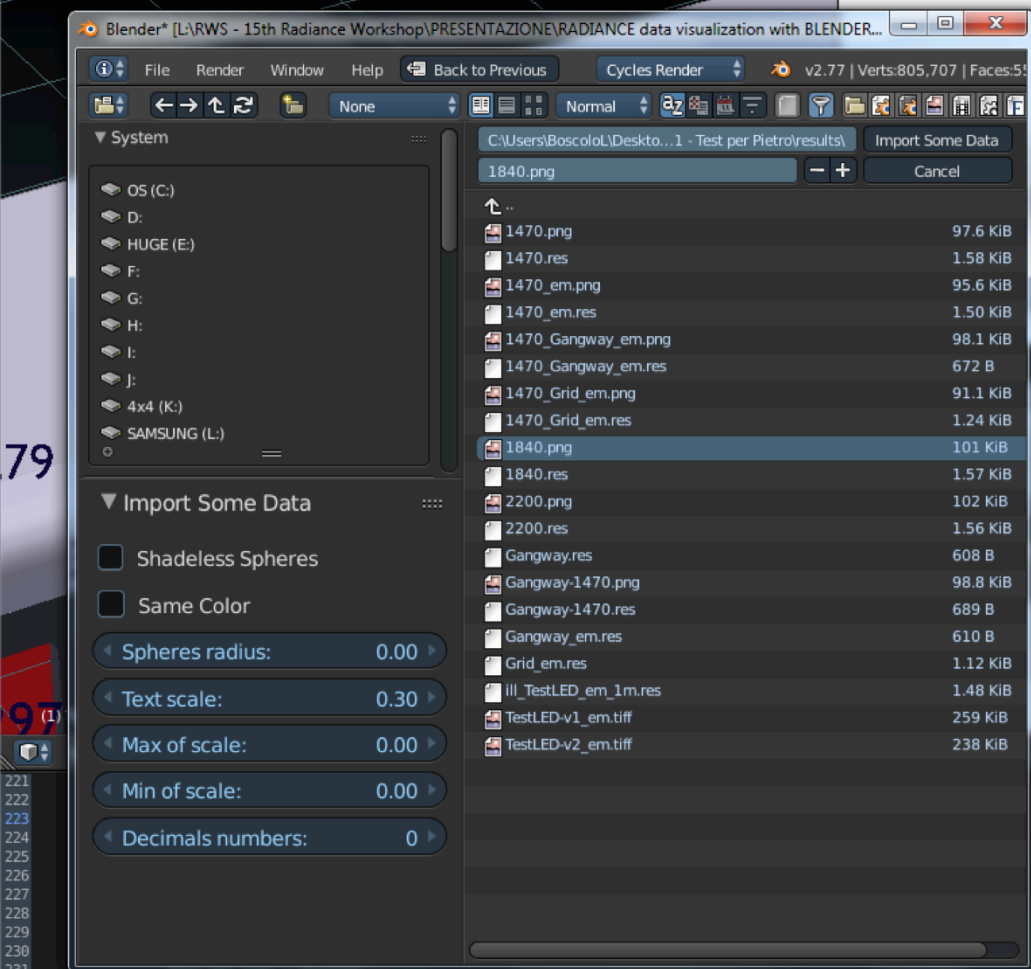 Blender* [L:\RWS - 15th Radiance Workshop\PRESENTAZIONE\RADIANCE data visualization with BLENDER...
File Render Window Help Back to Previous Cycles Render v2.77 | Verts:805,707 | Faces:5
None Normal
System
OS (C:)
D:
HUGE (E:)
F:
G:
H:
I:
J:
4x4 (K:)
SAMSUNG (L:)
Import Some Data
Shadeless Spheres
Same Color
Spheres radius: 0.00
Text scale: 0.30
Max of scale: 0.00
Min of scale: 0.00
Decimals numbers: 0
C:\Users\BoscoloL\Deskto...1 - Test per Pietro\results\ Import Some Data
1840.png Cancel
..
1470.png 97.6 KiB
1470.res 1.58 KiB
1470_em.png 95.6 KiB
1470_em.res 1.50 KiB
1470_Gangway_em.png 98.1 KiB
1470_Gangway_em.res 672 B
1470_Grid_em.png 91.1 KiB
1470_Grid_em.res 1.24 KiB
1840.png 101 KiB
1840.res 1.57 KiB
2200.png 102 KiB
2200.res 1.56 KiB
Gangway.res 608 B
Gangway-1470.png 98.8 KiB
Gangway-1470.res 689 B
Gangway_em.res 610 B
Grid_em.res 1.12 KiB
ill_TestLED_em_1m.res 1.48 KiB
TestLED-v1_em.tiff 259 KiB
TestLED-v2_em.tiff 238 KiB
79
97
(1)
221
222
223
224
225
226
227
228
229
230